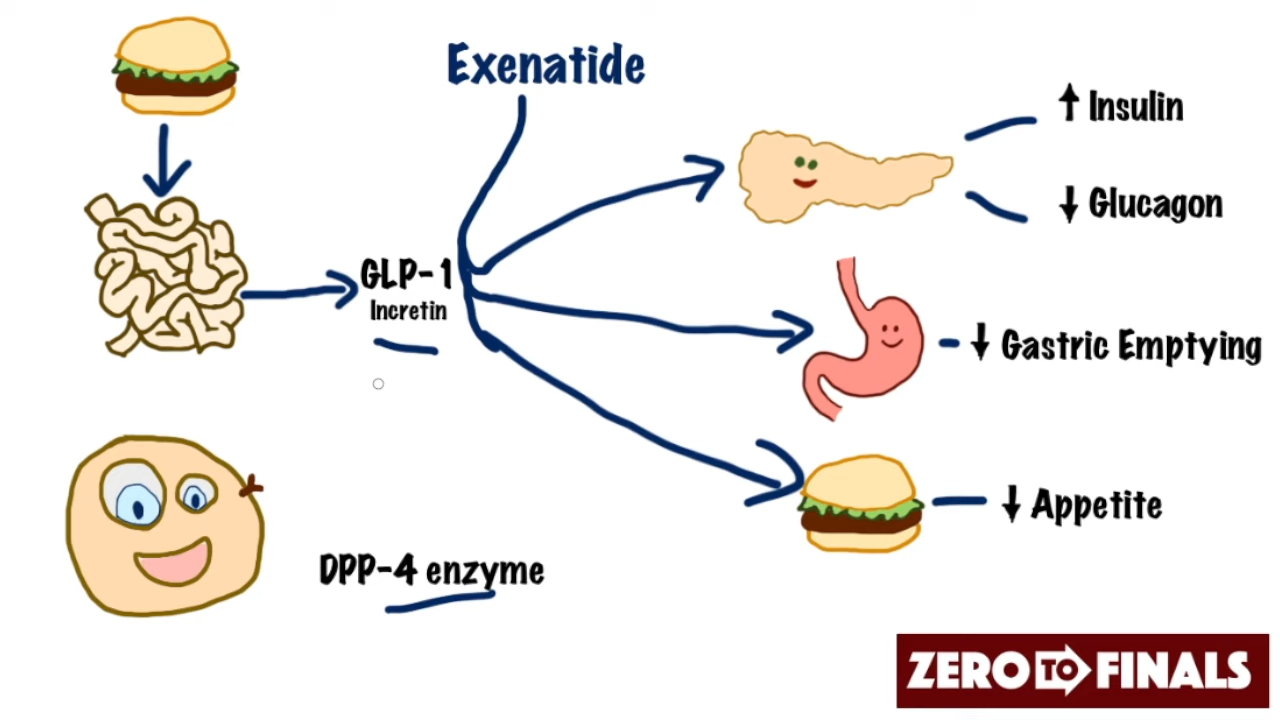 Exenatide
↑ Insulin
↓ Glucagon
GLP-1
Incretin
↓ Gastric Emptying
↓ Appetite
DPP-4 enzyme
ZERO TO FINALS